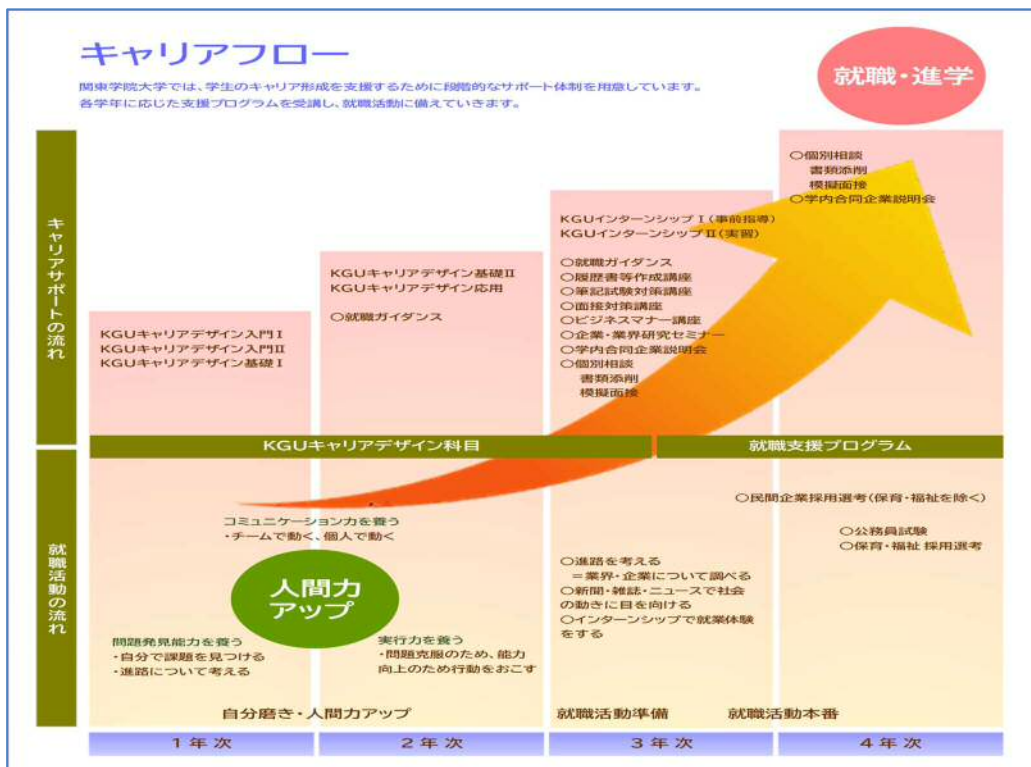 キャリアフロー
関東学院大学では、学生のキャリア形成を支援するために段階的なサポート体制を用意しています。
各学年に応じた支援プログラムを受講し、就職活動に備えていきます。
就職・進学
キャリアサポートの流れ
KGUキャリアデザイン入門Ⅰ
KGUキャリアデザイン入門Ⅱ
KGUキャリアデザイン基礎Ⅰ
KGUキャリアデザイン基礎Ⅱ
KGUキャリアデザイン応用
○就職ガイダンス
KGUインターンシップⅠ(事前指導)
KGUインターンシップⅡ(実習)
○就職ガイダンス
○履歴書等作成講座
○筆記試験対策講座
○面接対策講座
○ビジネスマナー講座
○企業・業界研究セミナー
○学内合同企業説明会
○個別相談
書類添削
模擬面接
○個別相談
書類添削
模擬面接
○学内合同企業説明会
KGUキャリアデザイン科目
就職支援プログラム
就職活動の流れ
コミュニケーション力を養う
・チームで動く、個人で動く
人間力
アップ
問題発見能力を養う
・自分で課題を見つける
・進路について考える
実行力を養う
・問題克服のため、能力
向上のため行動をおこす
○進路を考える
＝業界・企業について調べる
○新聞・雑誌・ニュースで社会
の動きに目を向ける
○インターンシップで就業体験
をする
○民間企業採用選考(保育・福祉を除く)
○公務員試験
○保育・福祉 採用選考
自分磨き・人間力アップ
就職活動準備
就職活動本番
1年次
2年次
3年次
4年次